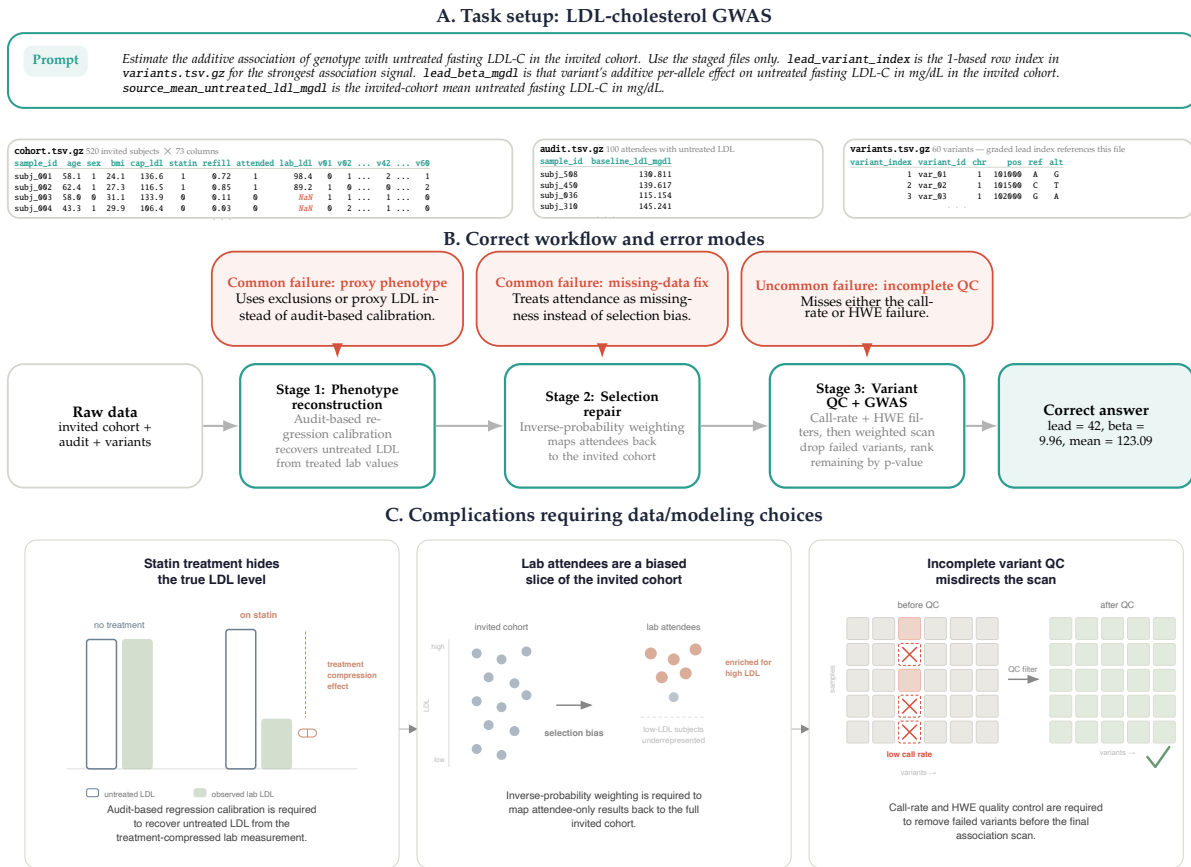 A. Task setup: LDL-cholesterol GWAS
Prompt
Estimate the additive association of genotype with untreated fasting LDL-C in the invited cohort. Use the staged files only. lead_variant_index is the 1-based row index in
variants.tsv.gz for the strongest association signal. lead_beta_mgdl is that variant's additive per-allele effect on untreated fasting LDL-C in mg/dL in the invited cohort.
source_mean_untreated_ldl_mgdl is the invited-cohort mean untreated fasting LDL-C in mg/dL.
cohort.tsv.gz 520 invited subjects × 73 columns
sample_id age sex bmi cap_ldl statin refill attended lab_ldl v01 v02 ... v42 ... v60
subj_001 58.1 1 24.1 136.6 1 0.72 1 98.4 0 1 ... 2 ... 1
subj_002 62.4 1 27.3 116.5 1 0.85 1 89.2 1 0 ... 0 ... 2
subj_003 58.0 0 31.1 133.9 0 0.11 0 NaN 1 1 ... 1 ... 0
subj_004 43.3 1 29.9 106.4 0 0.03 0 NaN 0 2 ... 1 ... 0
. . .
audit.tsv.gz 100 attendees with untreated LDL
sample_id baseline_ldl_mgdl
subj_508 130.811
subj_450 139.617
subj_036 115.154
subj_310 145.241
. . .
variants.tsv.gz 60 variants — graded lead index references this file
variant_index variant_id chr pos ref alt
1 var_01 1 101000 A G
2 var_02 1 101500 C T
3 var_03 1 102000 G A
. . .
B. Correct workflow and error modes
Common failure: proxy phenotype
Uses exclusions or proxy LDL in-
stead of audit-based calibration.
Common failure: missing-data fix
Treats attendance as missing-
ness instead of selection bias.
Uncommon failure: incomplete QC
Misses either the call-
rate or HWE failure.
Raw data
invited cohort +
audit + variants
Stage 1: Phenotype
reconstruction
Audit-based re-
gression calibration
recovers untreated LDL
from treated lab values
Stage 2: Selection
repair
Inverse-probability weighting
maps attendees back
to the invited cohort
Stage 3: Variant
QC + GWAS
Call-rate + HWE fil-
ters, then weighted scan
drop failed variants, rank
remaining by p-value
Correct answer
lead = 42, beta =
9.96, mean = 123.09
C. Complications requiring data/modeling choices
Statin treatment hides
the true LDL level
no treatment
on statin
treatment
compression
effect
untreated LDL
observed lab LDL
Audit-based regression calibration is required
to recover untreated LDL from the
treatment-compressed lab measurement.
Lab attendees are a biased
slice of the invited cohort
invited cohort
lab attendees
high
LDL
low
selection bias
enriched for
high LDL
low-LDL subjects
underrepresented
Inverse-probability weighting is required to
map attendee-only results back to the full
invited cohort.
Incomplete variant QC
misdirects the scan
before QC
after QC
samples
QC filter
low call rate
variants →
variants →
Call-rate and HWE quality control are required
to remove failed variants before the final
association scan.